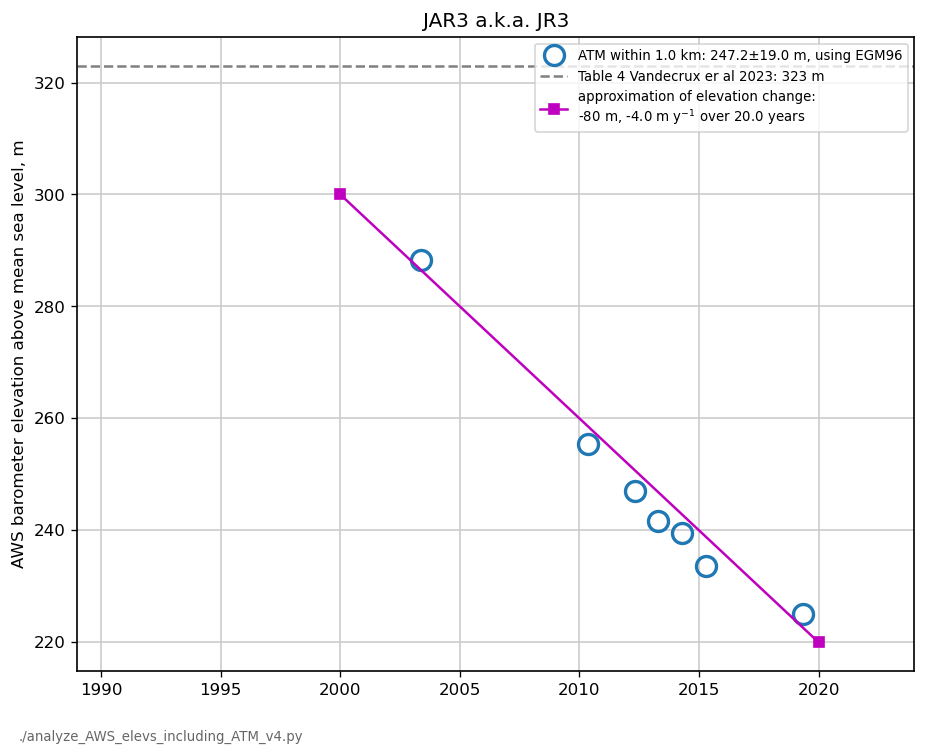 JAR3 a.k.a. JR3
ATM within 1.0 km: 247.2±19.0 m, using EGM96
Table 4 Vandecrux er al 2023: 323 m
approximation of elevation change:
-80 m, -4.0 m y⁻¹ over 20.0 years
AWS barometer elevation above mean sea level, m
320
300
280
260
240
220
1990 1995 2000 2005 2010 2015 2020
./analyze_AWS_elevs_including_ATM_v4.py